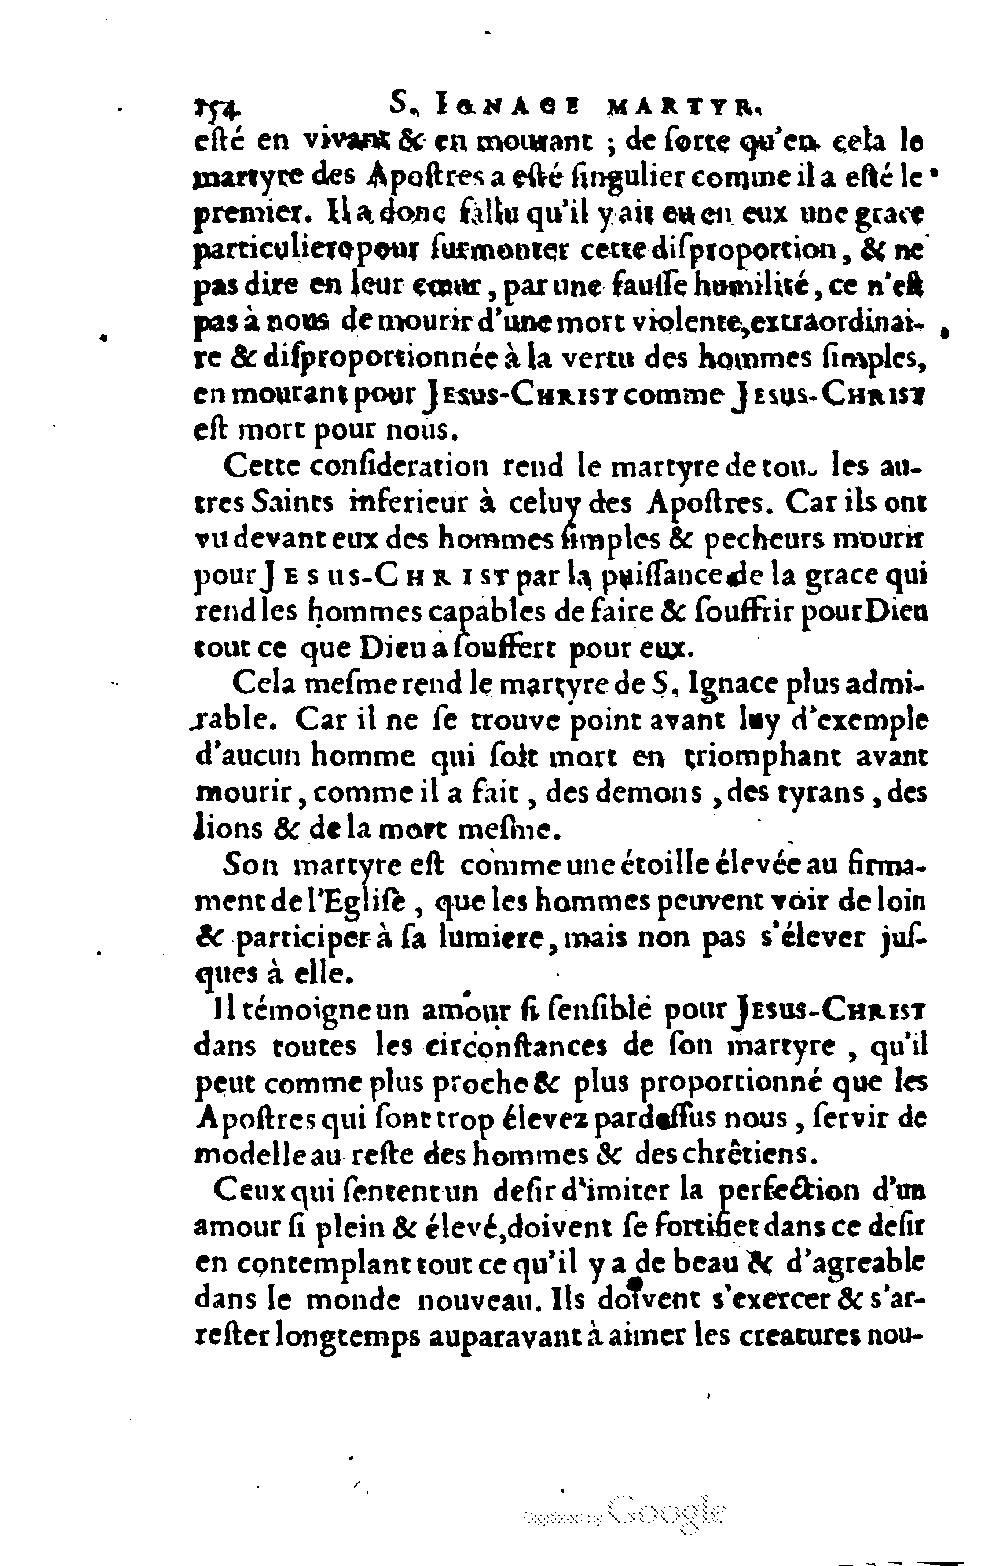 154 S. IGNACE MARTYR.
eſté en vivant & en mourant ; de ſorte qu'en cela le
martyre des Apoſtres a eſté ſingulier comme il a eſté le
premier. Il a donc fallu qu'il y ait eu en eux une grace
particuliere pour ſurmonter cette diſproportion, & ne
pas dire en leur cœur, par une fauſſe humilité, ce n'eſt
pas à nous de mourir d'une mort violente, extraordinai-
re & diſproportionnée à la vertu des hommes ſimples,
en mourant pour JESUS-CHRIST comme JESUS-CHRIST
eſt mort pour nous.
Cette conſideration rend le martyre de tous les au-
tres Saints inferieur à celuy des Apoſtres. Car ils ont
vu devant eux des hommes ſimples & pecheurs mourir
pour JESUS-CHRIST par la puiſſance de la grace qui
rend les hommes capables de faire & ſouffrir pour Dieu
tout ce que Dieu a ſouffert pour eux.
Cela meſme rend le martyre de S. Ignace plus admi-
rable. Car il ne ſe trouve point avant luy d'exemple
d'aucun homme qui ſoit mort en triomphant avant
mourir, comme il a fait, des demons, des tyrans, des
lions & de la mort meſme.
Son martyre eſt comme une étoille élevée au firma-
ment de l'Egliſe, que les hommes peuvent voir de loin
& participer à ſa lumiere, mais non pas s'élever juſ-
ques à elle.
Il témoigne un amour ſi ſenſible pour JESUS-CHRIST
dans toutes les circonſtances de ſon martyre, qu'il
peut comme plus proche & plus proportionné que les
Apoſtres qui ſont trop élevez pardeſſus nous, ſervir de
modelle au reſte des hommes & des chrêtiens.
Ceux qui ſentent un deſir d'imiter la perfection d'un
amour ſi plein & élevé, doivent ſe fortifier dans ce deſir
en contemplant tout ce qu'il y a de beau & d'agreable
dans le monde nouveau. Ils doivent s'exercer & s'ar-
reſter longtemps auparavant à aimer les creatures nou-
Digitized by Google